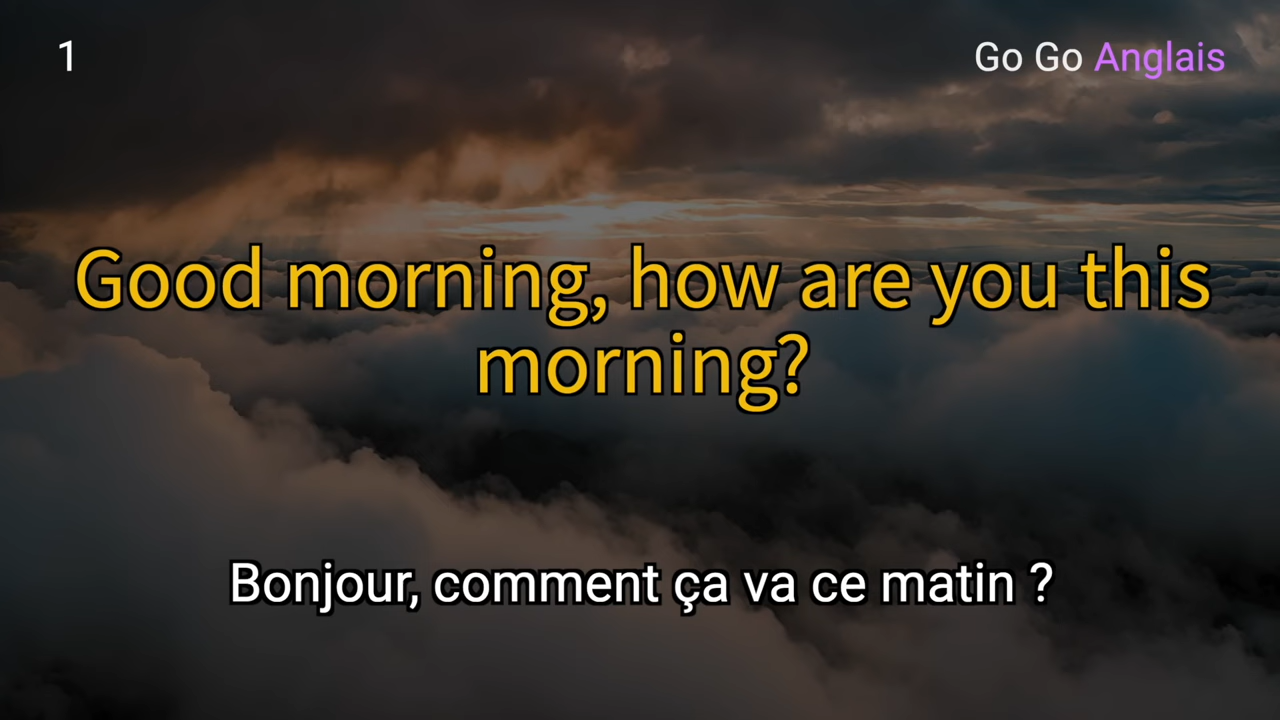 1
Go Go Anglais
Good morning, how are you this
morning?
Bonjour, comment ça va ce matin ?